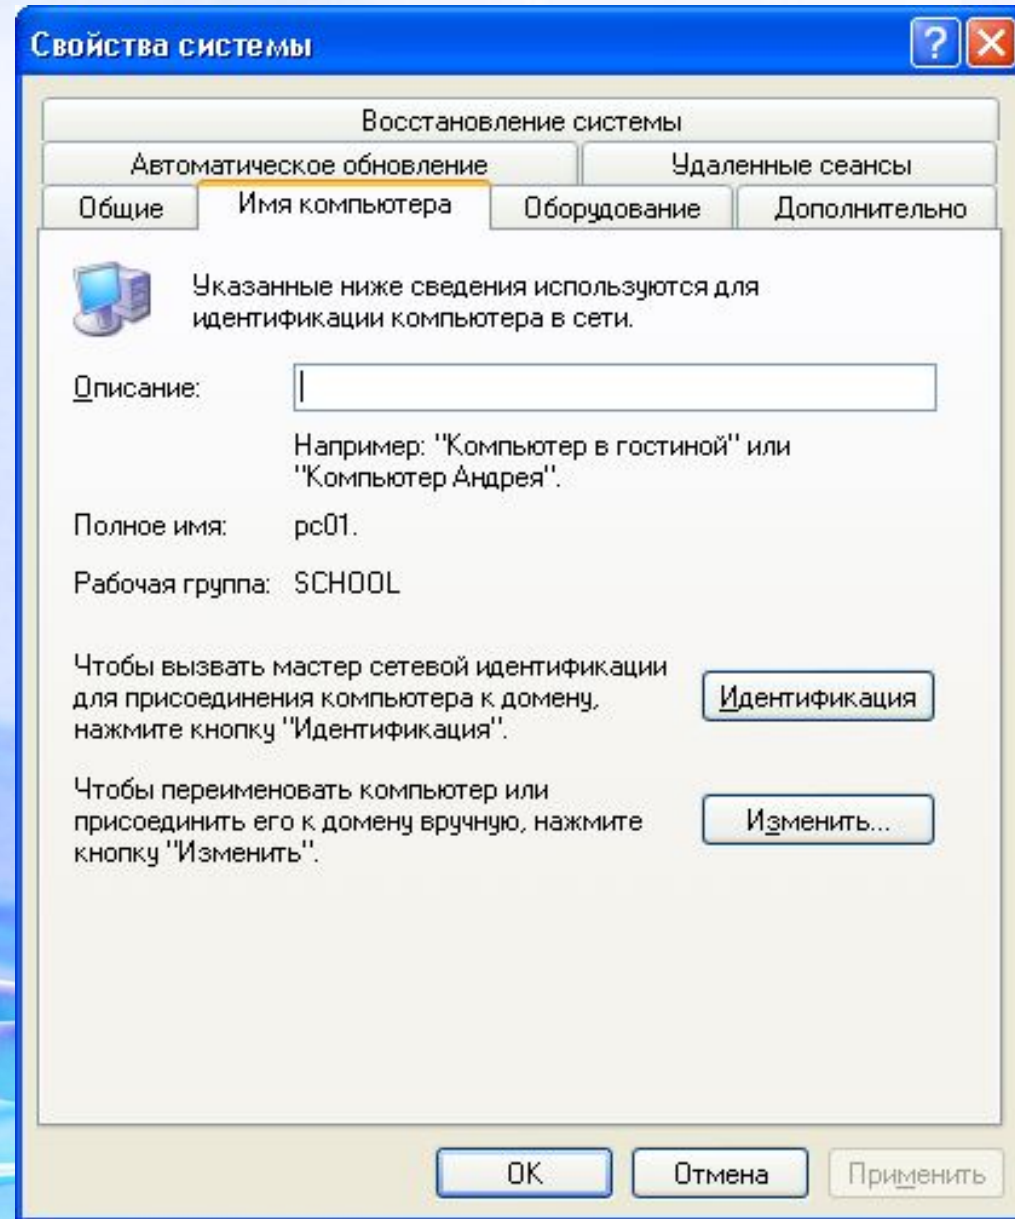 Свойства системы
Восстановление системы
Автоматическое обновление Удаленные сеансы
Общие Имя компьютера Оборудование Дополнительно
Указанные ниже сведения используются для
идентификации компьютера в сети.
Описание:
Например: "Компьютер в гостиной" или
"Компьютер Андрея".
Полное имя: pc01.
Рабочая группа: SCHOOL
Чтобы вызвать мастер сетевой идентификации
для присоединения компьютера к домену,
нажмите кнопку "Идентификация".
Идентификация
Чтобы переименовать компьютер или
присоединить его к домену вручную, нажмите
кнопку "Изменить".
Изменить...
OK Отмена Применить